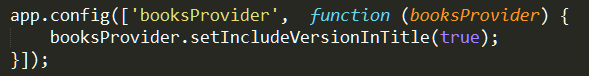 app.config(['booksProvider',  function (booksProvider) {
    booksProvider.setIncludeVersionInTitle(true);
}]);